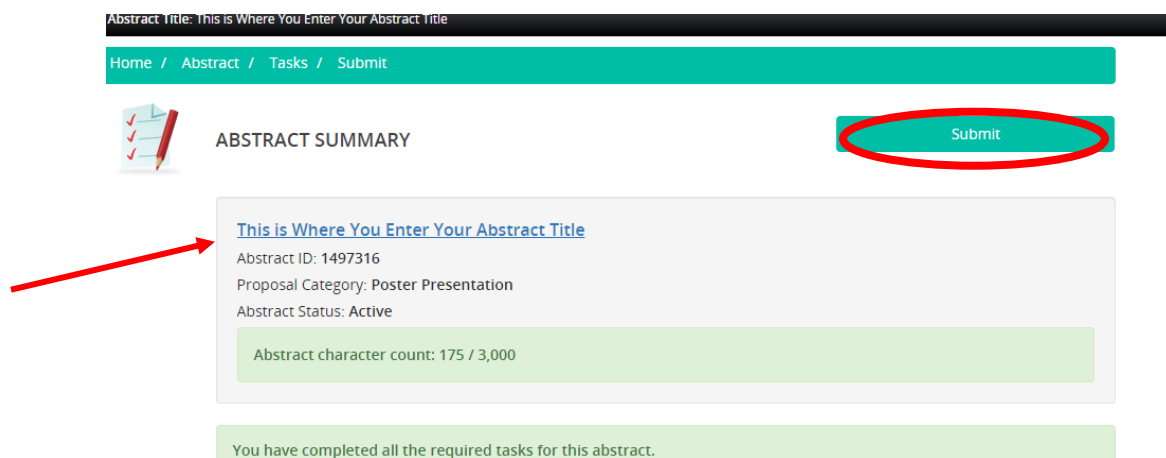 Abstract Title: This is Where You Enter Your Abstract Title
Home / Abstract / Tasks / Submit
ABSTRACT SUMMARY
Submit
This is Where You Enter Your Abstract Title
Abstract ID: 1497316
Proposal Category: Poster Presentation
Abstract Status: Active
Abstract character count: 175 / 3,000
You have completed all the required tasks for this abstract.